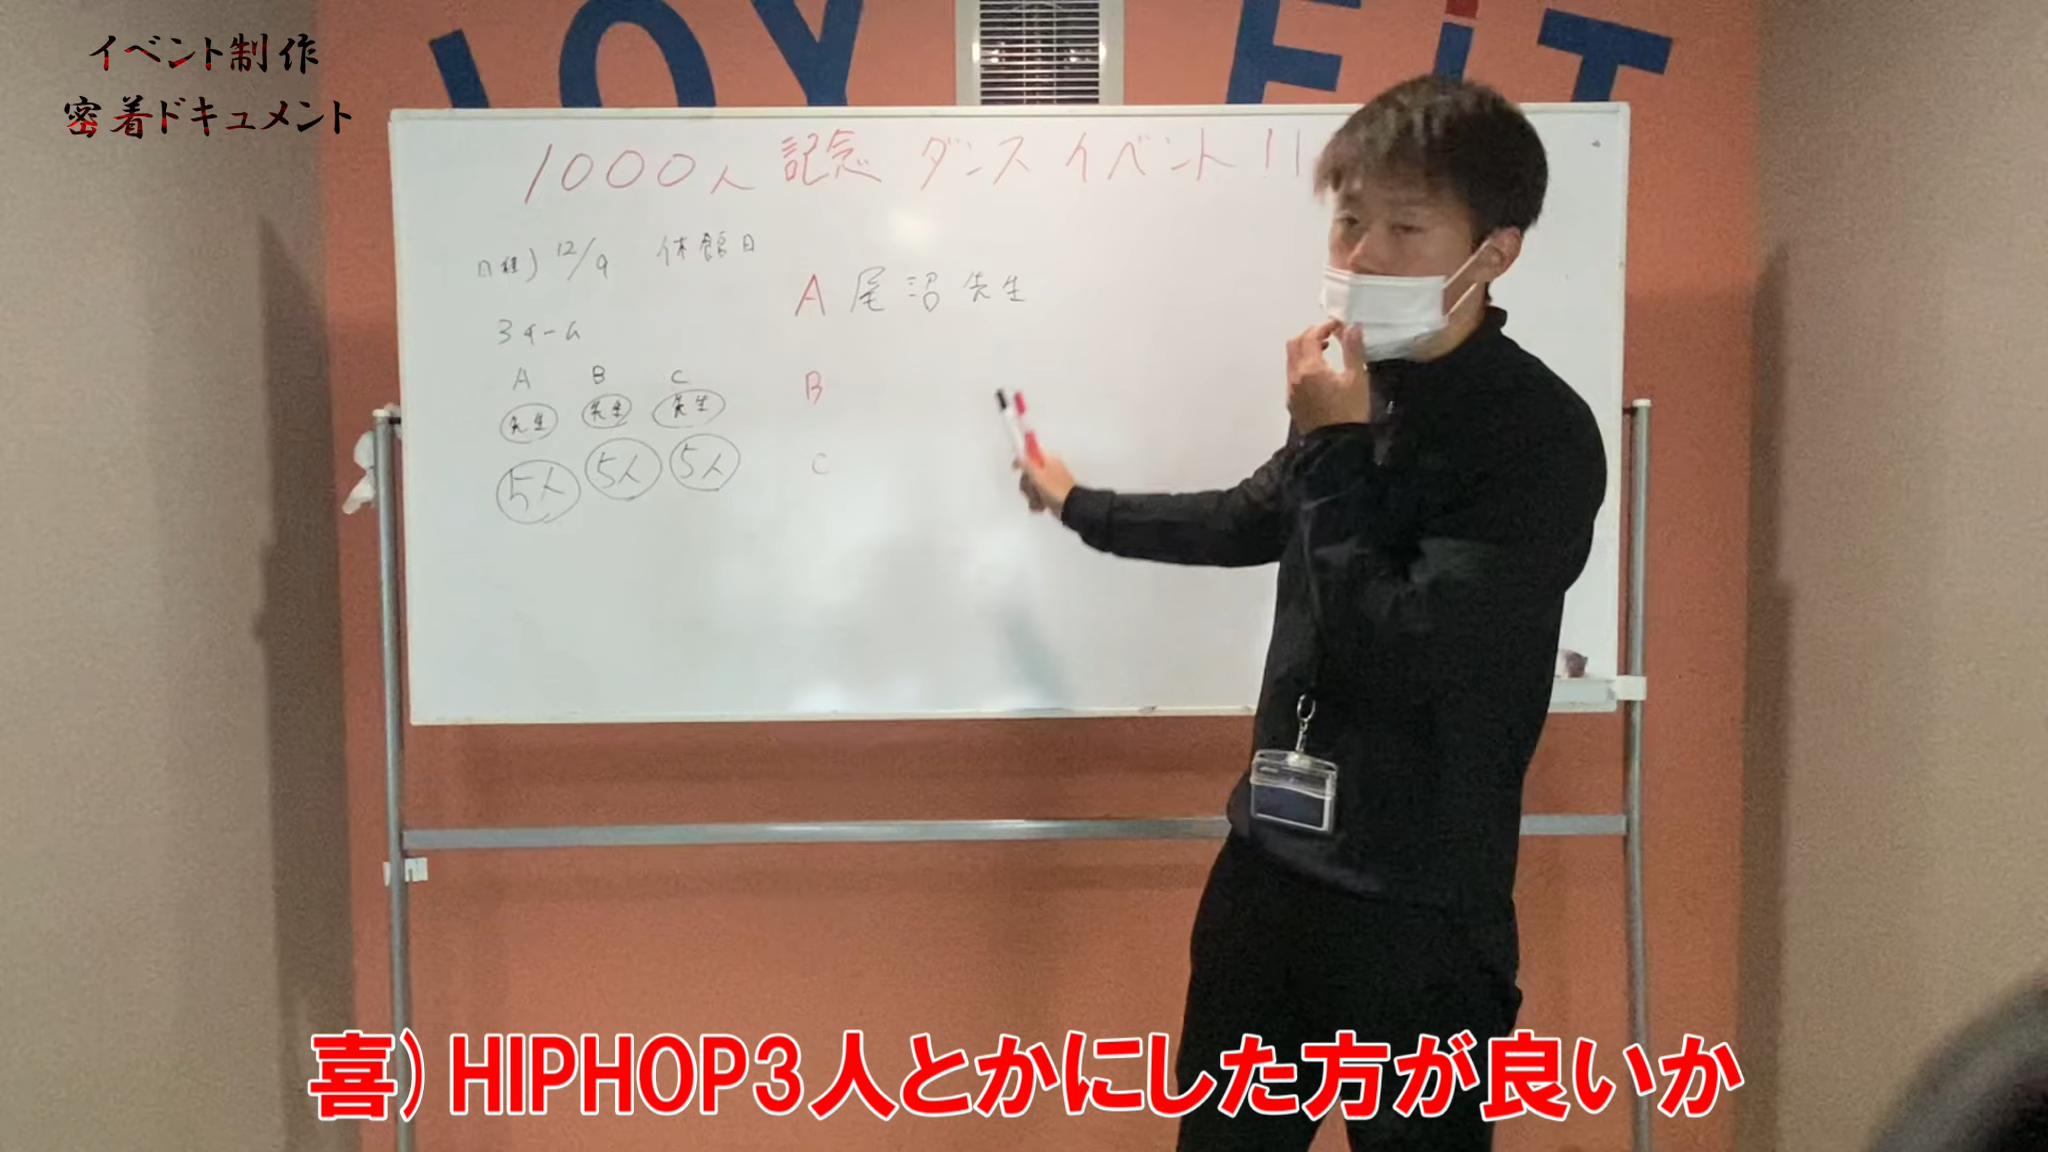 イベント制作
密着ドキュメント
JOY FiT
1000人 記念 ダンス イベント!!
日程) 12/9 休館日
3チーム
A B C
先生 先生 先生
5人 5人 5人
A 尾沼先生
B
C
喜) HIPHOP3人とかにした方が良いか